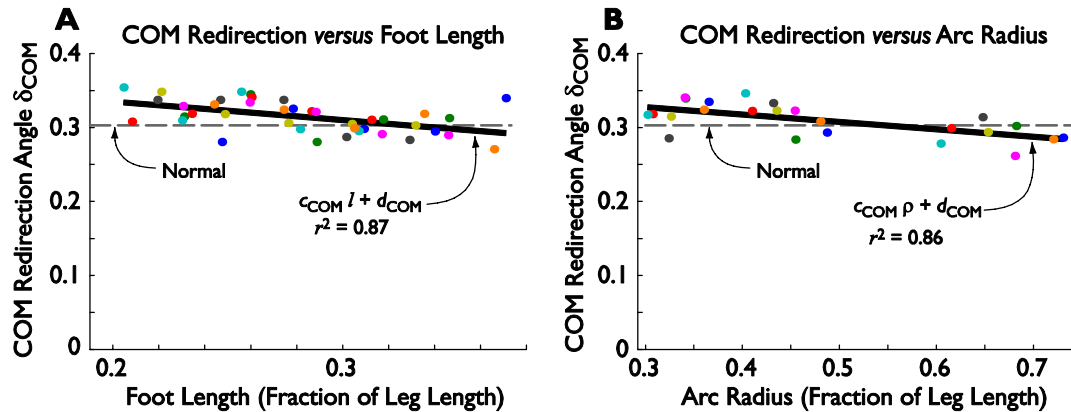 A
COM Redirection versus Foot Length
COM Redirection Angle δCOM
0.4
0.3
0.2
0.1
0
Normal
cCOM l + dCOM
r² = 0.87
0.2
0.3
Foot Length (Fraction of Leg Length)
B
COM Redirection versus Arc Radius
COM Redirection Angle δCOM
0.4
0.3
0.2
0.1
0
Normal
cCOM ρ + dCOM
r² = 0.86
0.3
0.4
0.5
0.6
0.7
Arc Radius (Fraction of Leg Length)